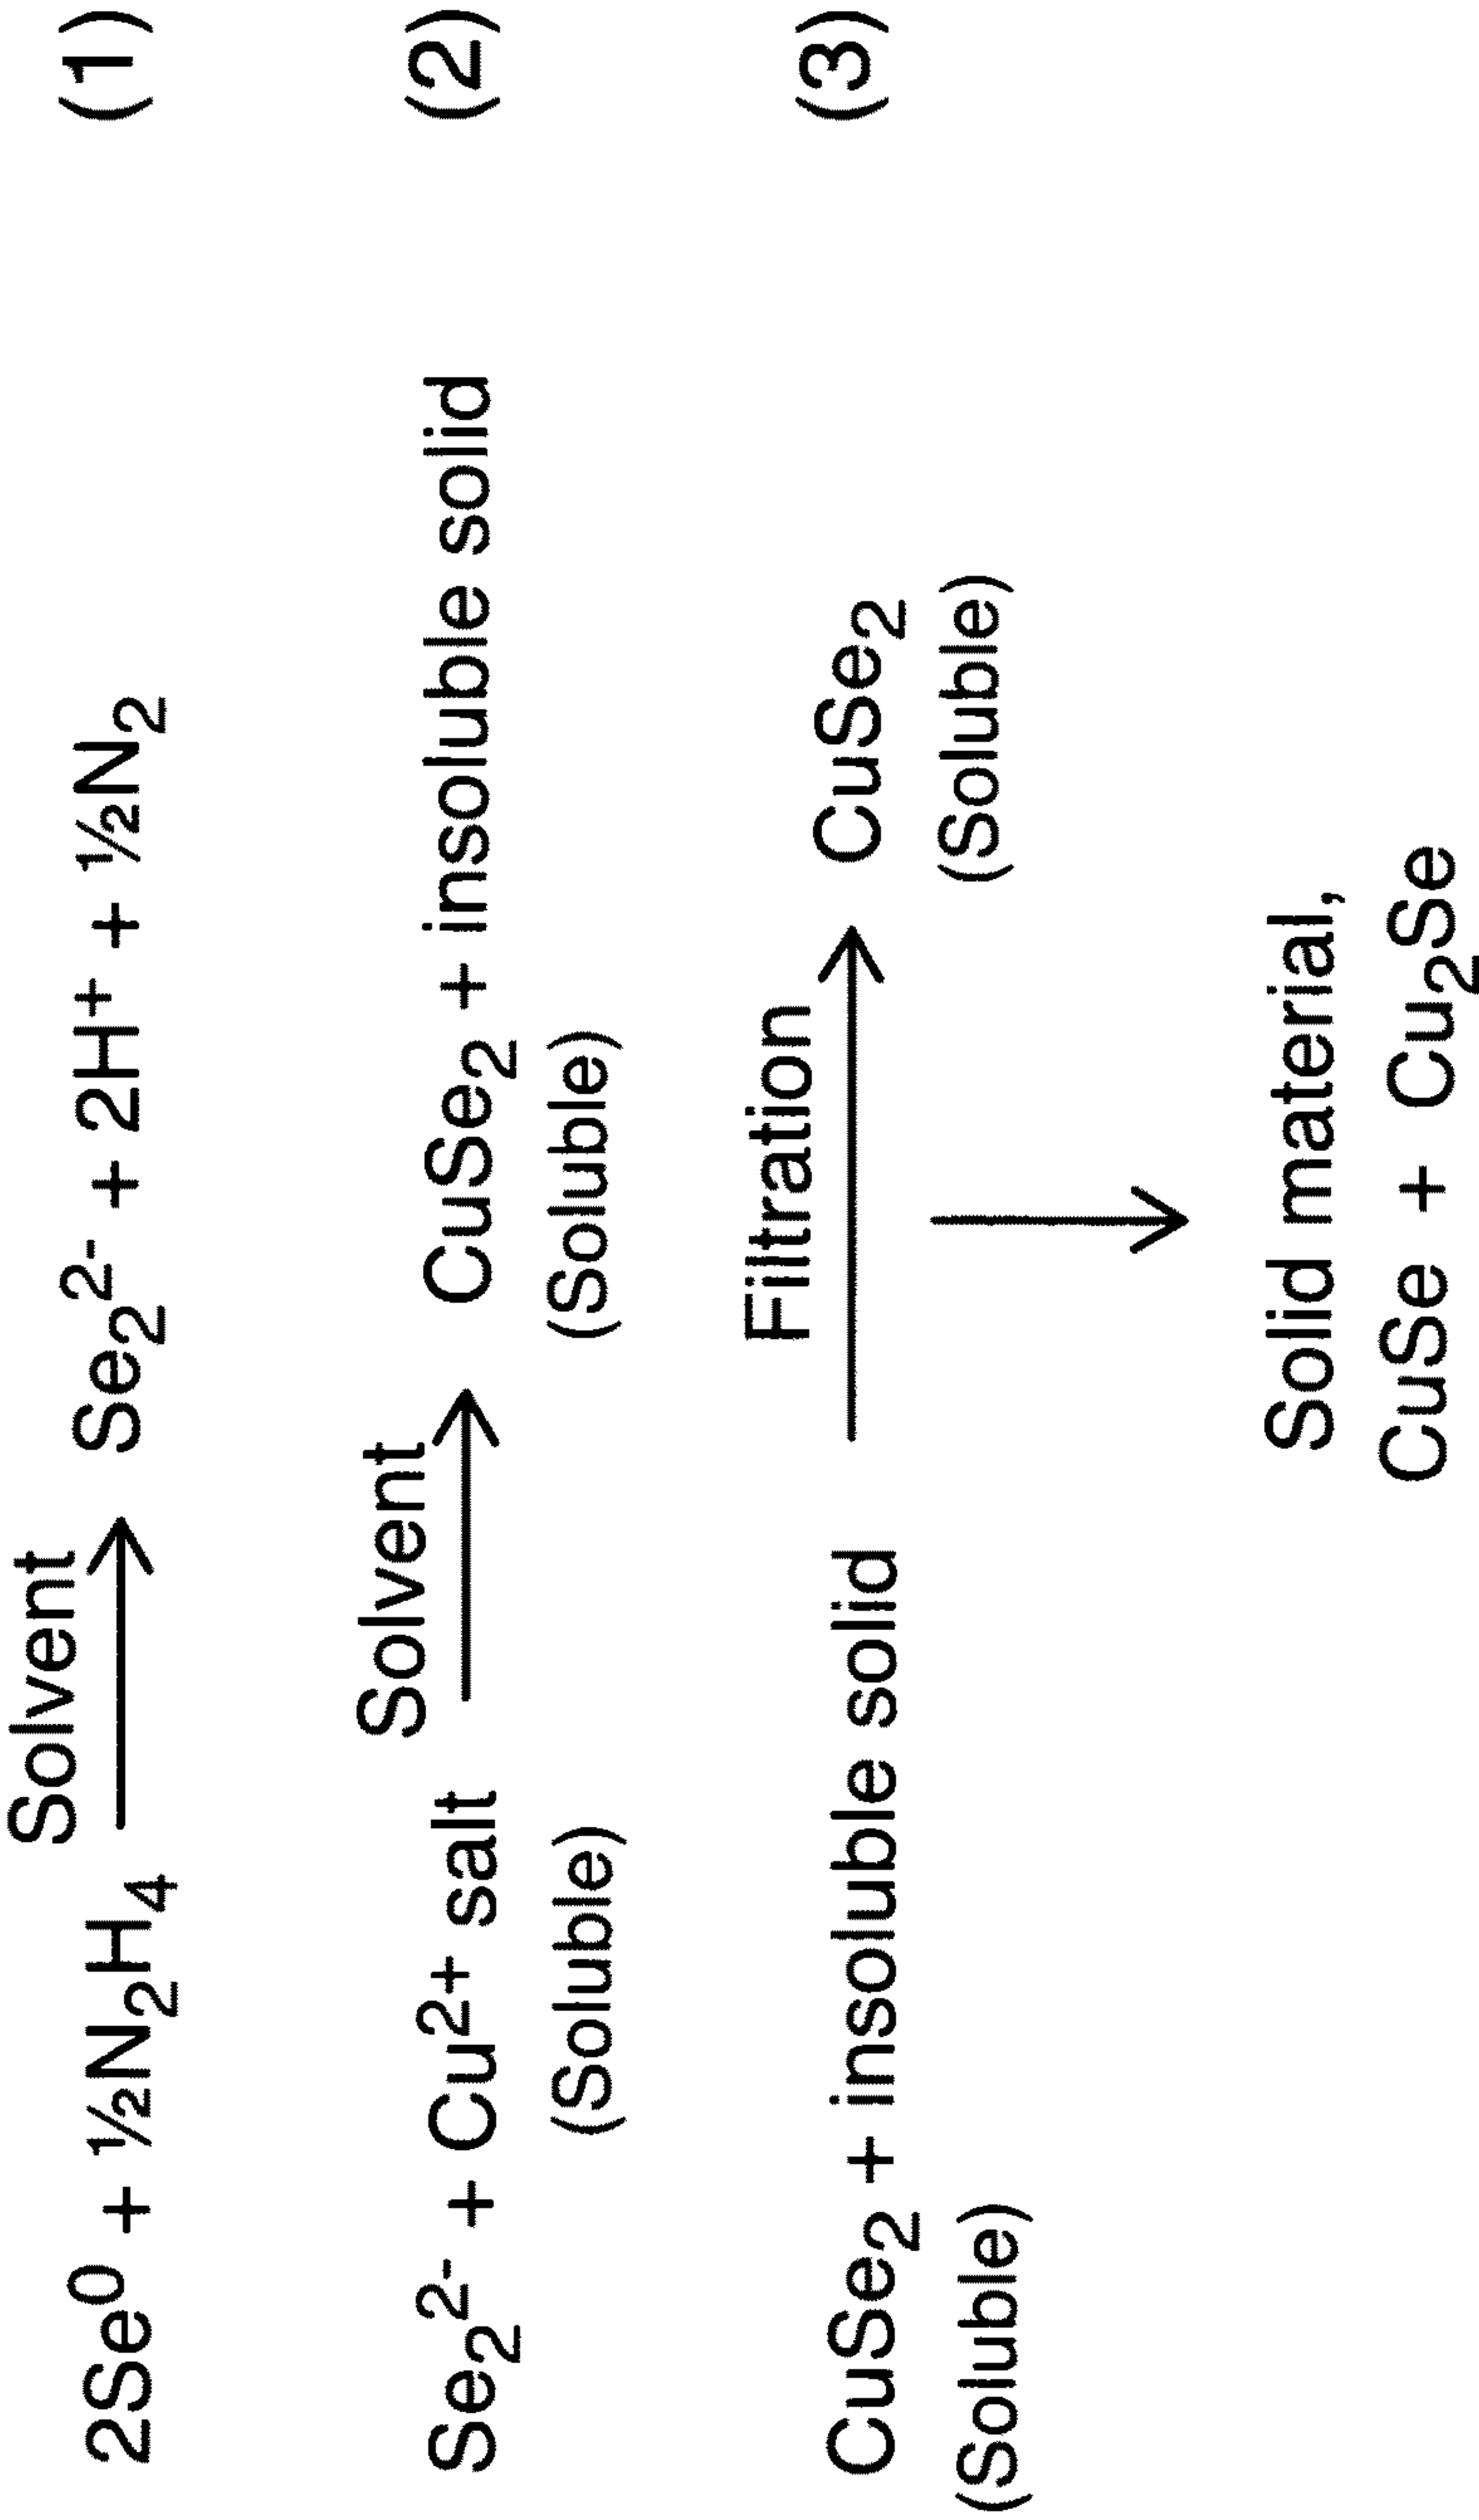 Solvent
2Se⁰ + ½N₂H₄ → Se₂²⁻ + 2H⁺ + ½N₂ (1)
Solvent
Se₂²⁻ + Cu²⁺ salt → CuSe₂ + insoluble solid (2)
(Soluble) (Soluble)
Filtration
CuSe₂ + insoluble solid → CuSe₂ (3)
(Soluble) (Soluble)
Solid material,
CuSe + Cu₂Se